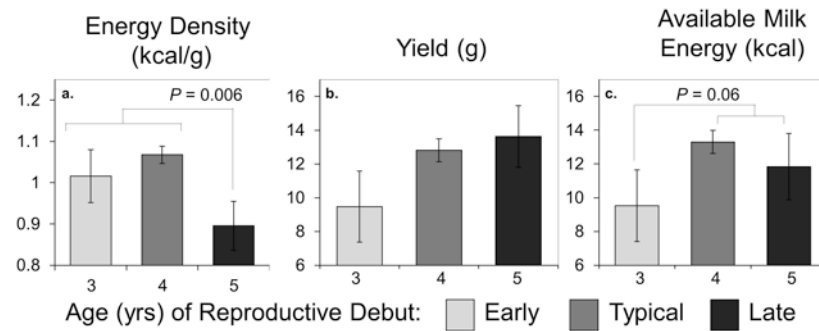 Energy Density
(kcal/g)
Yield (g)
Available Milk
Energy (kcal)
a.
P = 0.006
1.2
1.1
1
0.9
0.8
3
4
5
b.
16
14
12
10
8
6
3
4
5
c.
P = 0.06
16
14
12
10
8
6
3
4
5
Age (yrs) of Reproductive Debut: Early Typical Late